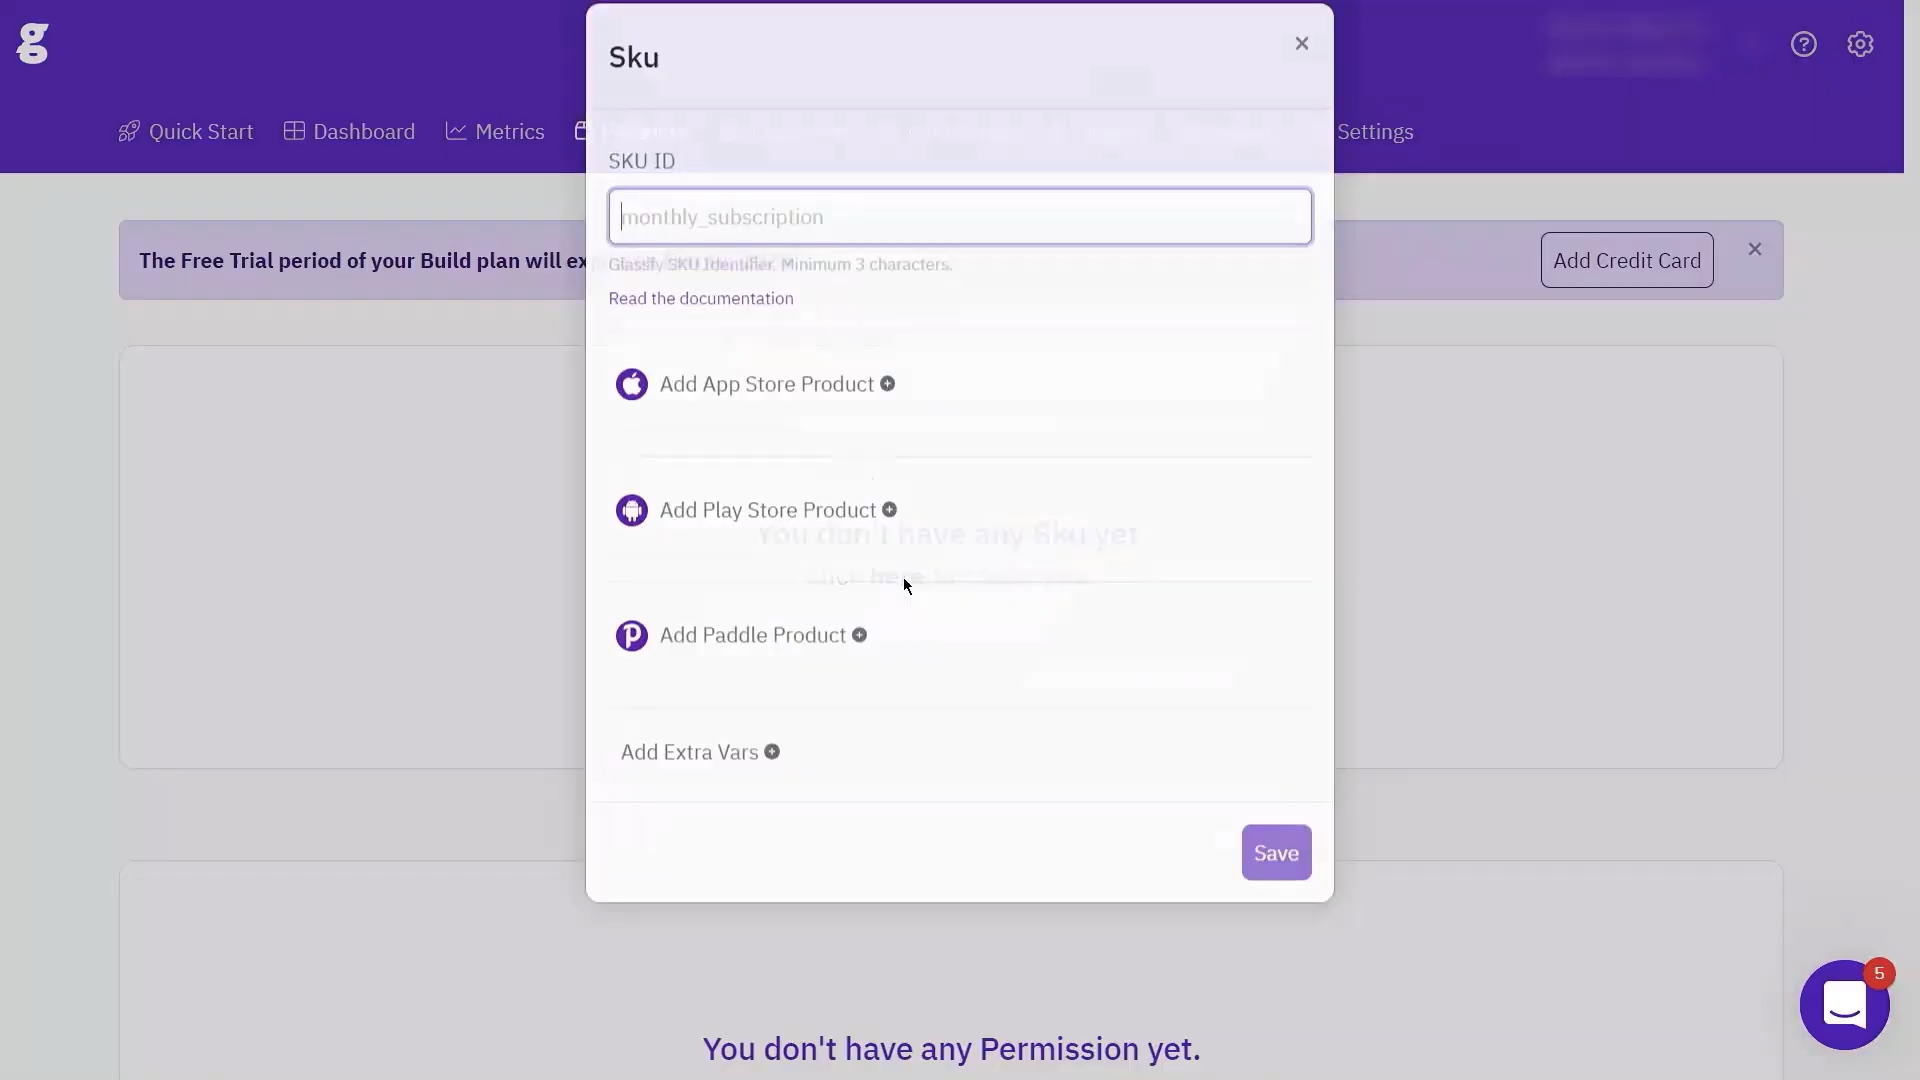 g
Sku
Quick Start
Dashboard
Metrics
Settings
SKU ID
monthly_subscription
The Free Trial period of your Build plan will ex
Add Credit Card
Glassfy SKU Identifier. Minimum 3 characters.
Read the documentation
Add App Store Product
Add Play Store Product
You don't have any Sku yet
here
Add Paddle Product
Add Extra Vars
Save
5
You don't have any Permission yet.